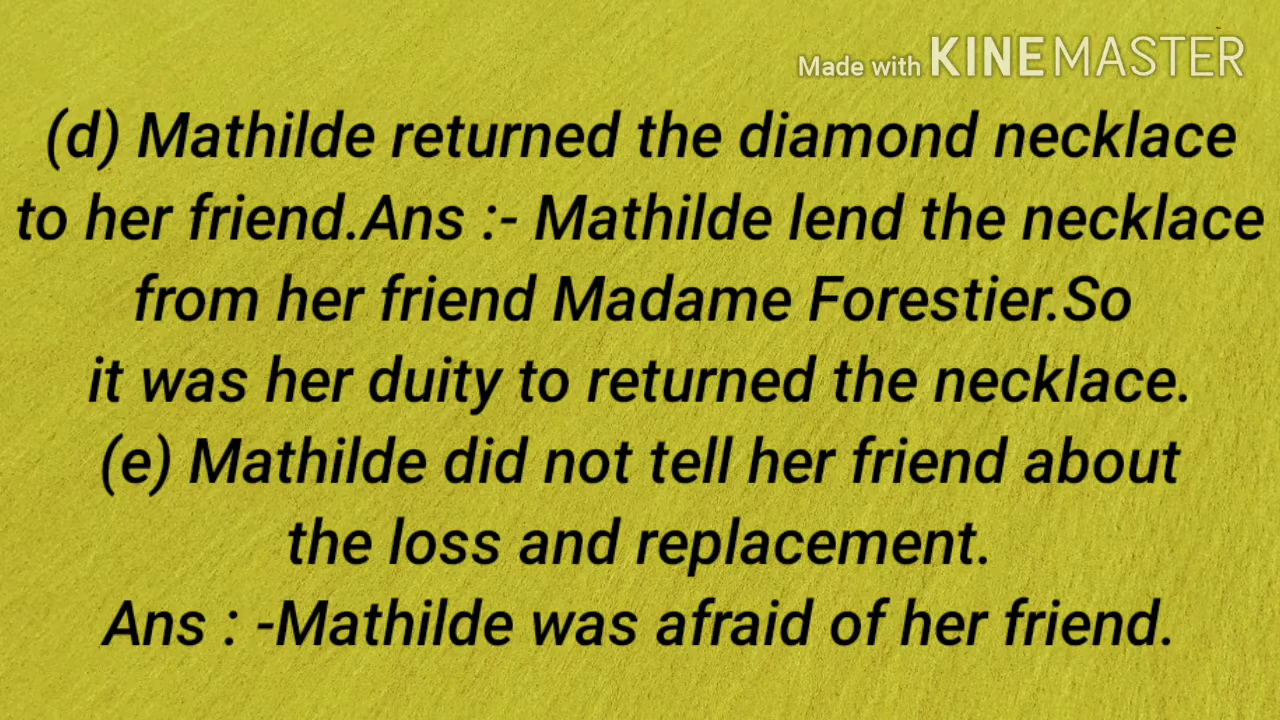 Made with KINEMASTER
(d) Mathilde returned the diamond necklace
to her friend.Ans :- Mathilde lend the necklace
from her friend Madame Forestier.So
it was her duity to returned the necklace.
(e) Mathilde did not tell her friend about
the loss and replacement.
Ans : -Mathilde was afraid of her friend.